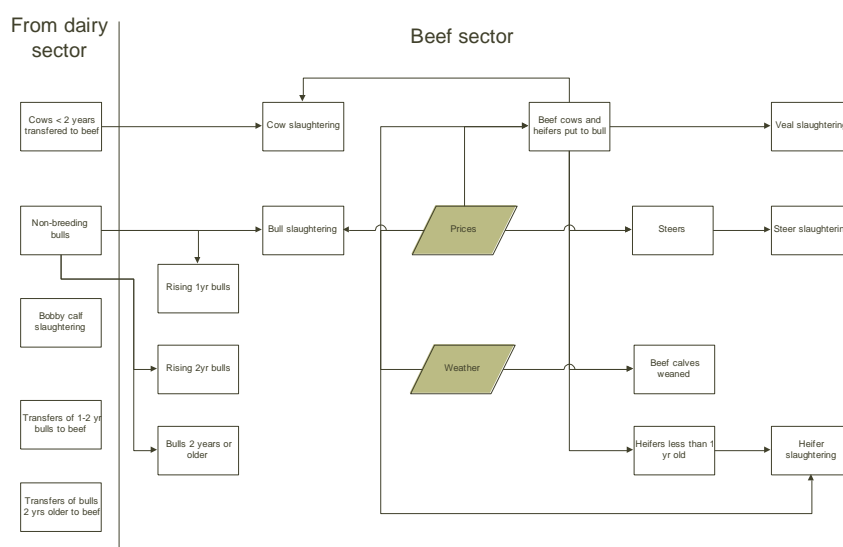 From dairy
sector
Beef sector
Cows < 2 years
transfered to beef
Cow slaughtering
Beef cows and
heifers put to bull
Veal slaughtering
Non-breeding
bulls
Bull slaughtering
Prices
Steers
Steer slaughterin
Rising 1yr bulls
Bobby calf
slaughtering
Rising 2yr bulls
Weather
Beef calves
weaned
Transfers of 1-2 yr
bulls to beef
Bulls 2 years or
older
Heifers less than 1
yr old
Heifer
slaughtering
Transfers of bulls
2 yrs older to beef